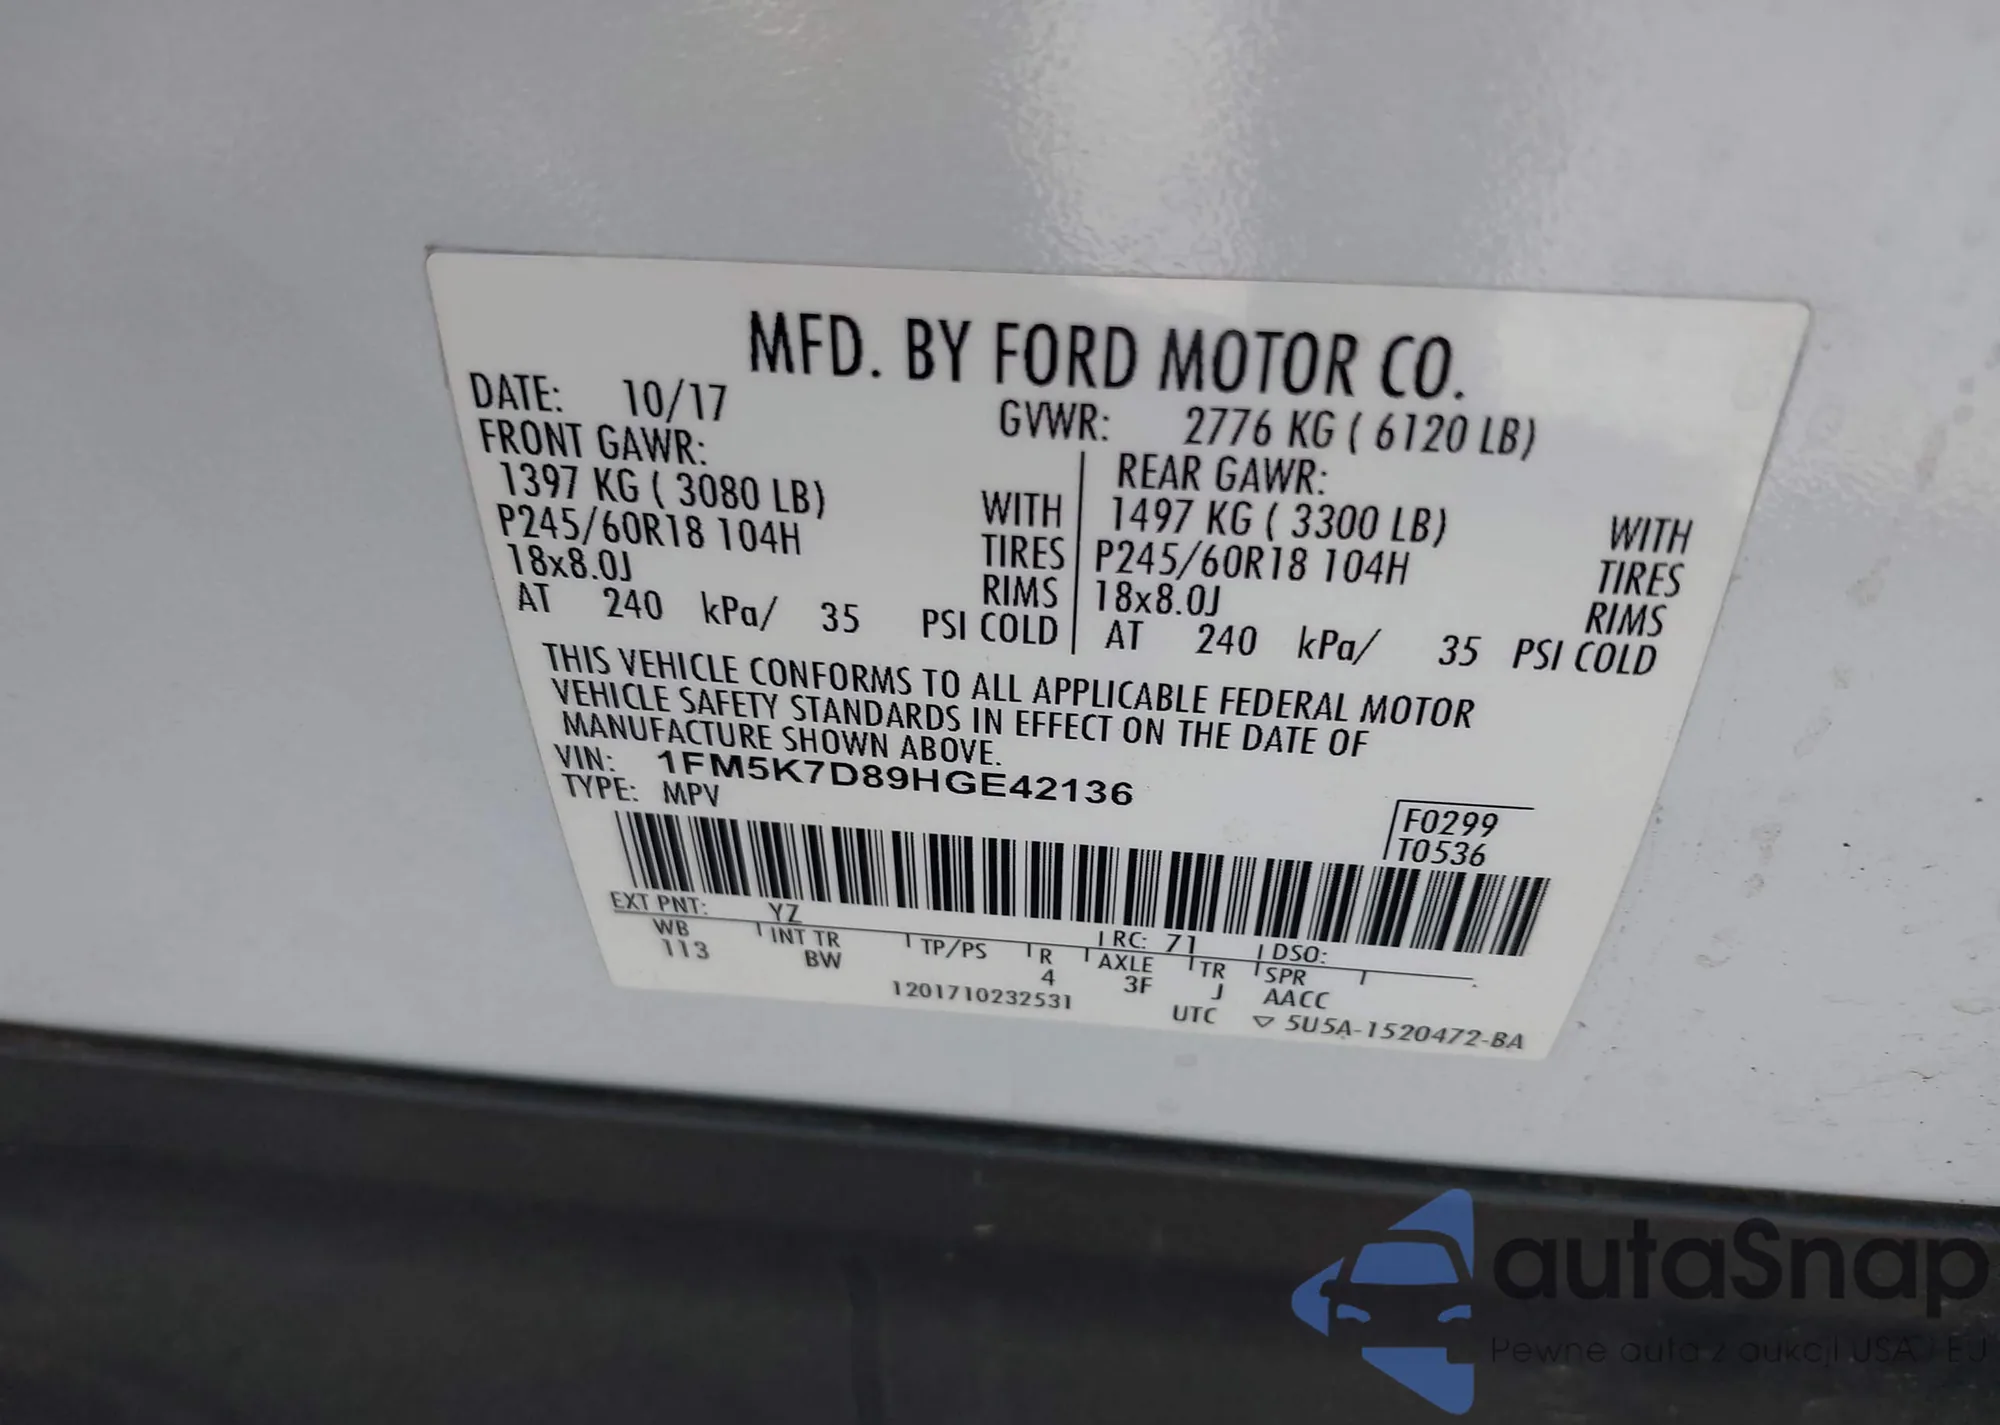 MFD. BY FORD MOTOR CO.
DATE: 10/17 GVWR: 2776 KG ( 6120 LB)
FRONT GAWR: REAR GAWR:
1397 KG ( 3080 LB) WITH 1497 KG ( 3300 LB) WITH
P245/60R18 104H TIRES P245/60R18 104H TIRES
18x8.0J RIMS 18x8.0J RIMS
AT 240 kPa/ 35 PSI COLD AT 240 kPa/ 35 PSI COLD
THIS VEHICLE CONFORMS TO ALL APPLICABLE FEDERAL MOTOR
VEHICLE SAFETY STANDARDS IN EFFECT ON THE DATE OF
MANUFACTURE SHOWN ABOVE.
VIN: 1FM5K7D89HGE42136
TYPE: MPV
F0299
T0536
EXT PNT: YZ RC: 71 DSO:
WB INT TR TP/PS R AXLE TR SPR
113 BW 4 3F J AACC
1201710232531 UTC ▽ 5U5A-1520472-BA
autaSnap
Pewne auta z aukcji USA i EU